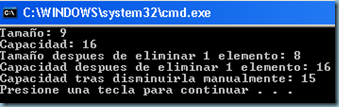 C:\WINDOWS\system32\cmd.exe
Tamaño: 9
Capacidad: 16
Tamaño despues de eliminar 1 elemento: 8
Capacidad despues de eliminar 1 elemento: 16
Capacidad tras disminuirla manualmente: 15
Presione una tecla para continuar . . .